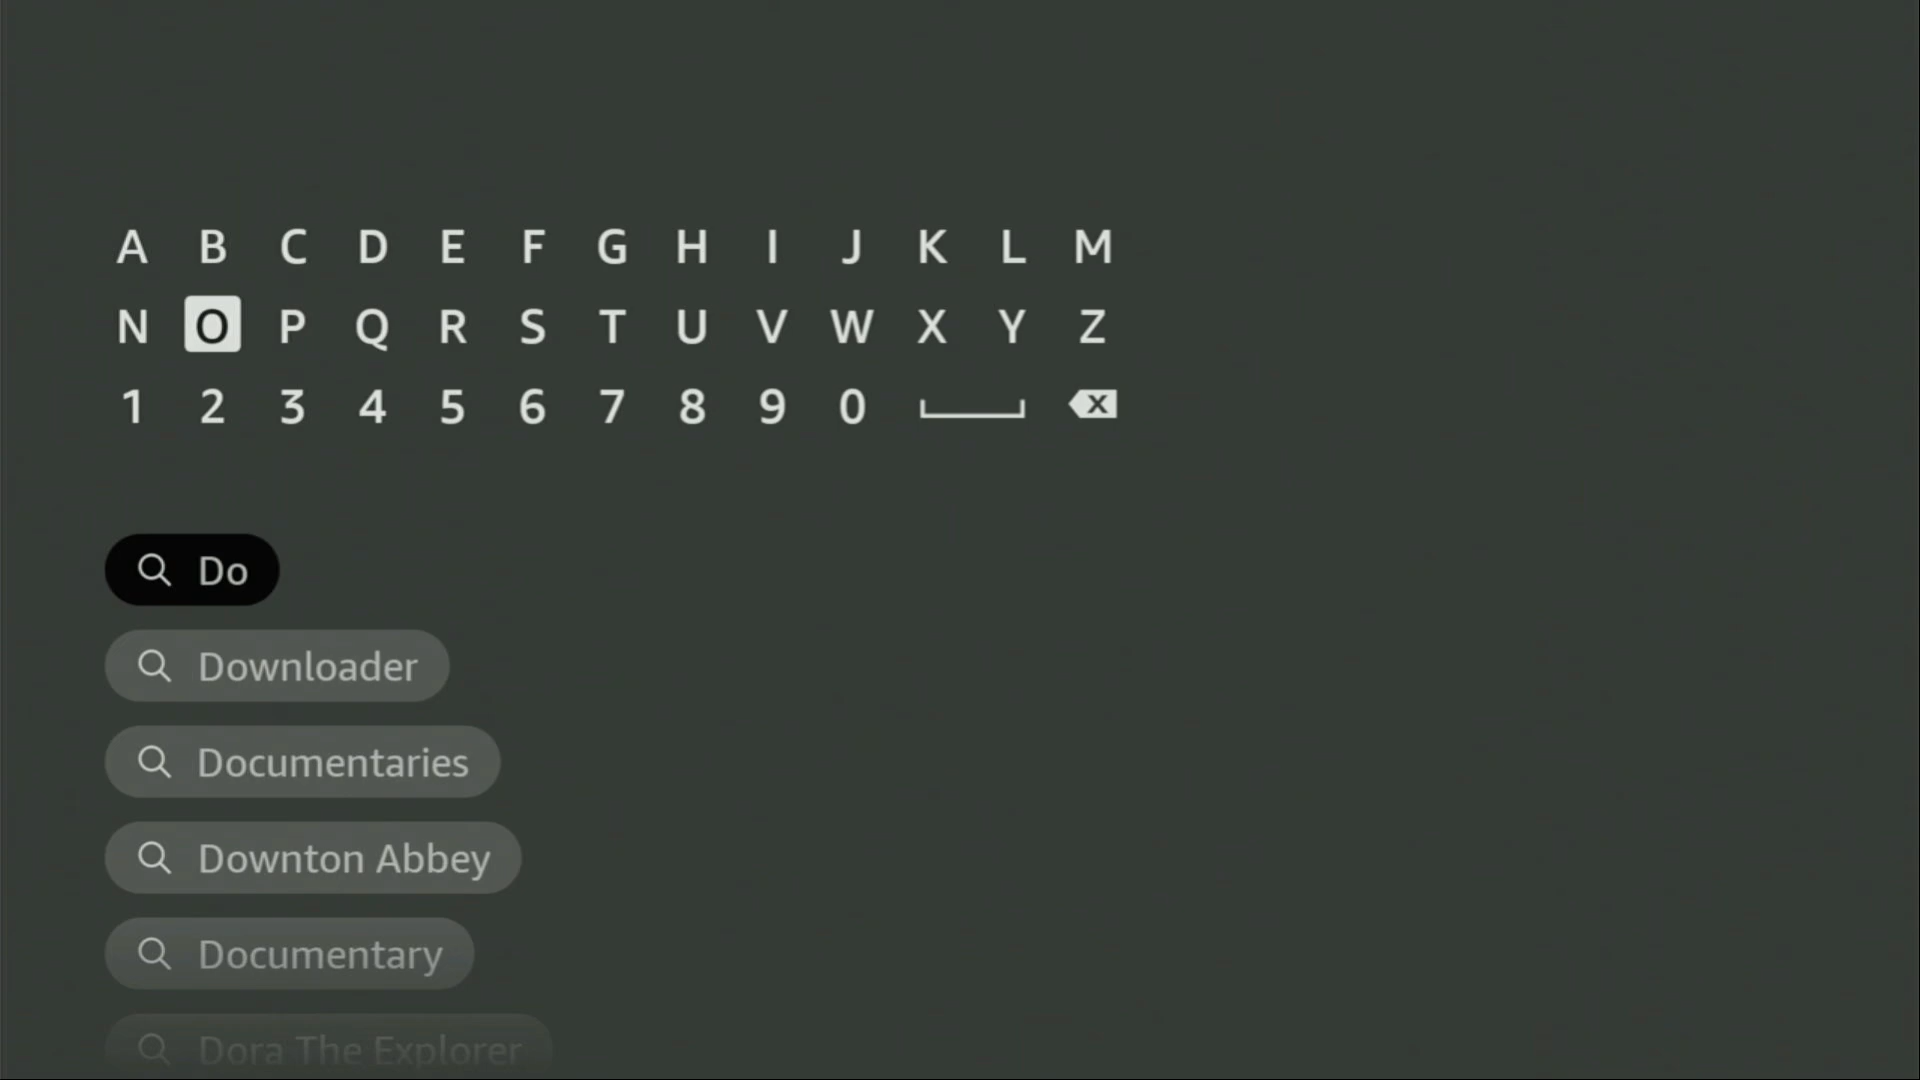 A B C D E F G H I J K L M
N O P Q R S T U V W X Y Z
1 2 3 4 5 6 7 8 9 0
Do
Downloader
Documentaries
Downton Abbey
Documentary
Dora The Explorer